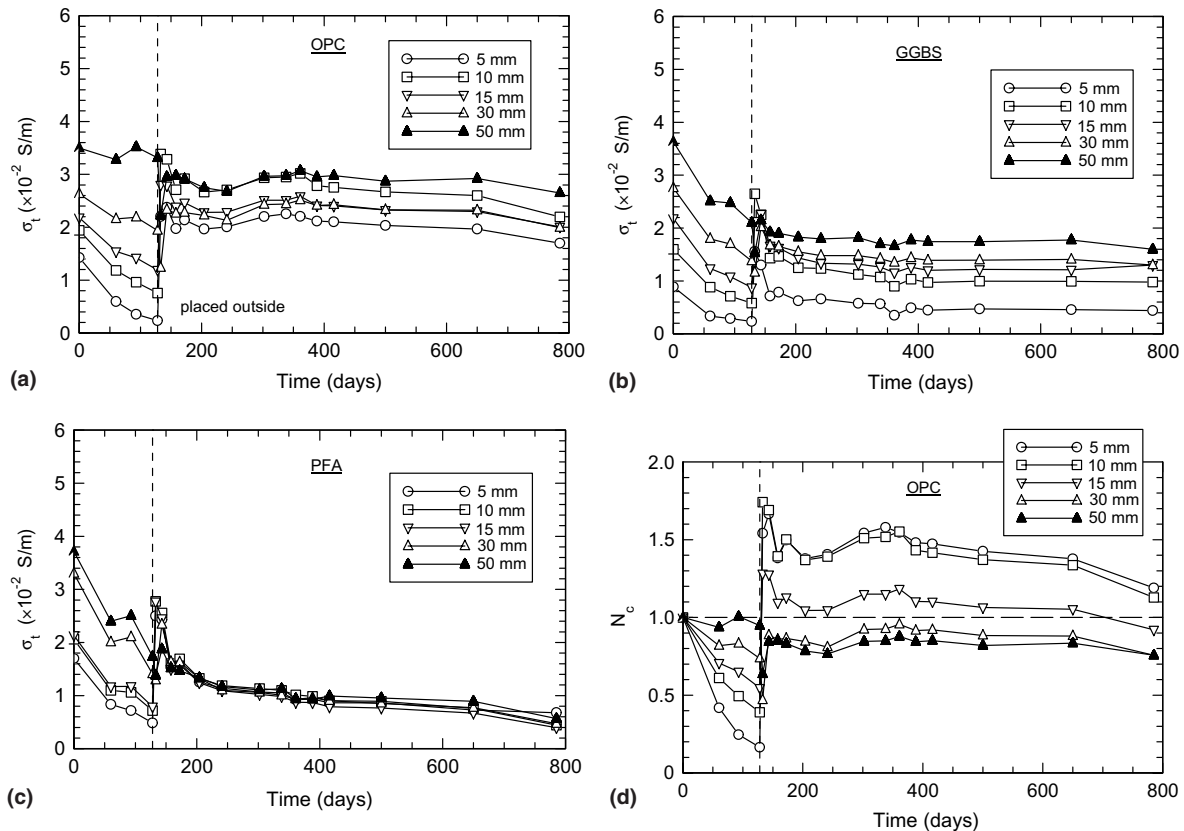 6
5
4
3
2
1
0
σt (×10⁻² S/m)
OPC
5 mm
10 mm
15 mm
30 mm
50 mm
placed outside
0 200 400 600 800
Time (days)
(a)
6
5
4
3
2
1
0
σt (×10⁻² S/m)
GGBS
5 mm
10 mm
15 mm
30 mm
50 mm
0 200 400 600 800
Time (days)
(b)
6
5
4
3
2
1
0
σt (×10⁻² S/m)
PFA
5 mm
10 mm
15 mm
30 mm
50 mm
0 200 400 600 800
Time (days)
(c)
2.0
1.5
1.0
0.5
0
Nc
OPC
5 mm
10 mm
15 mm
30 mm
50 mm
0 200 400 600 800
Time (days)
(d)